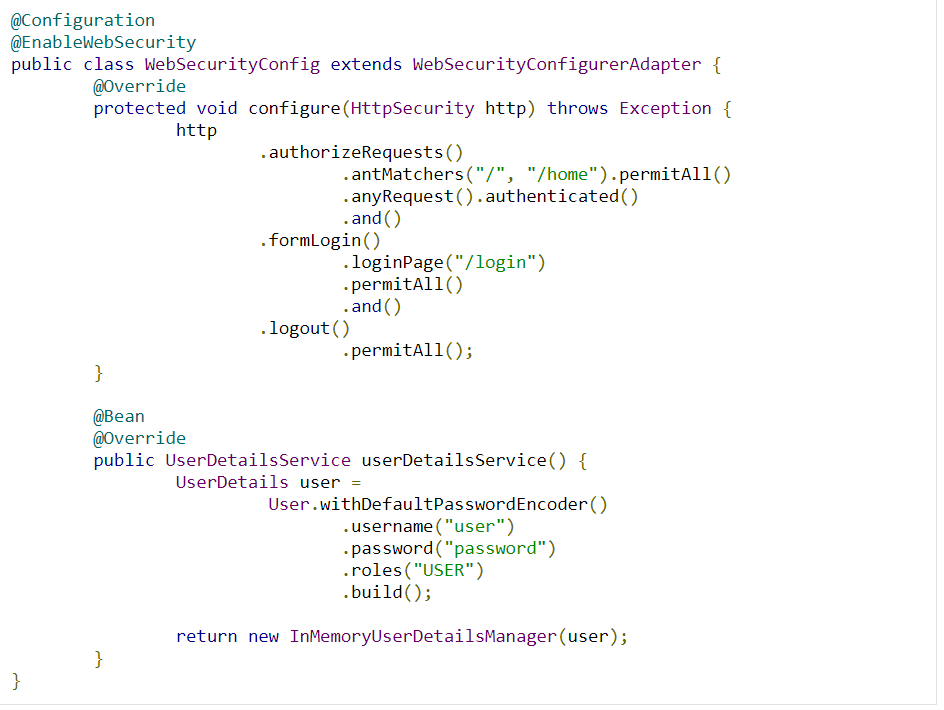 @Configuration
@EnableWebSecurity
public class WebSecurityConfig extends WebSecurityConfigurerAdapter {
        @Override
        protected void configure(HttpSecurity http) throws Exception {
                http
                        .authorizeRequests()
                                .antMatchers("/", "/home").permitAll()
                                .anyRequest().authenticated()
                                .and()
                        .formLogin()
                                .loginPage("/login")
                                .permitAll()
                                .and()
                        .logout()
                                .permitAll();
        }

        @Bean
        @Override
        public UserDetailsService userDetailsService() {
                UserDetails user =
                         User.withDefaultPasswordEncoder()
                                .username("user")
                                .password("password")
                                .roles("USER")
                                .build();

                return new InMemoryUserDetailsManager(user);
        }
}